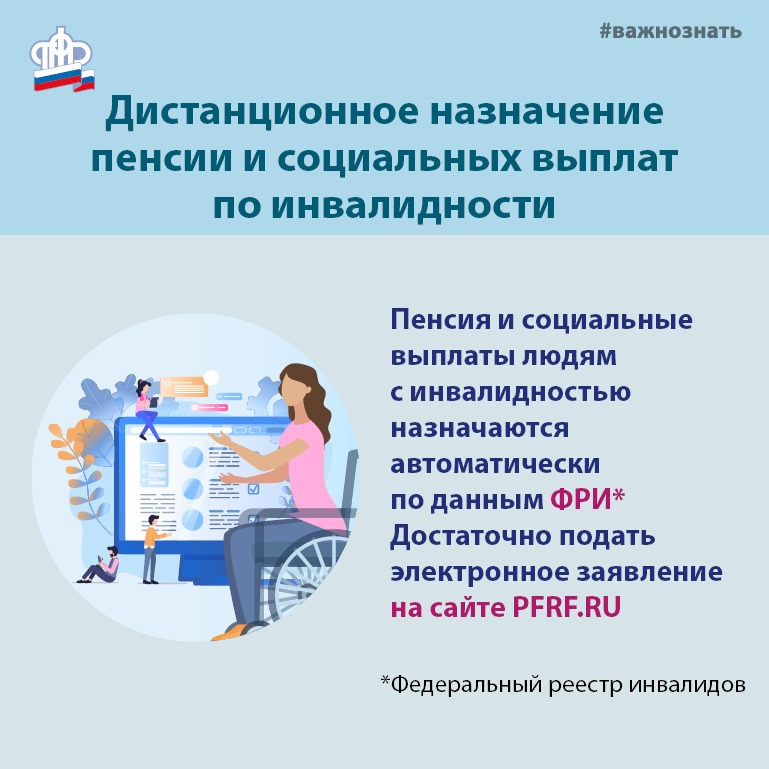 #важнознать
ПФР
Дистанционное назначение
пенсии и социальных выплат
по инвалидности
Пенсия и социальные
выплаты людям
с инвалидностью
назначаются
автоматически
по данным ФРИ*
Достаточно подать
электронное заявление
на сайте PFRF.RU
*Федеральный реестр инвалидов